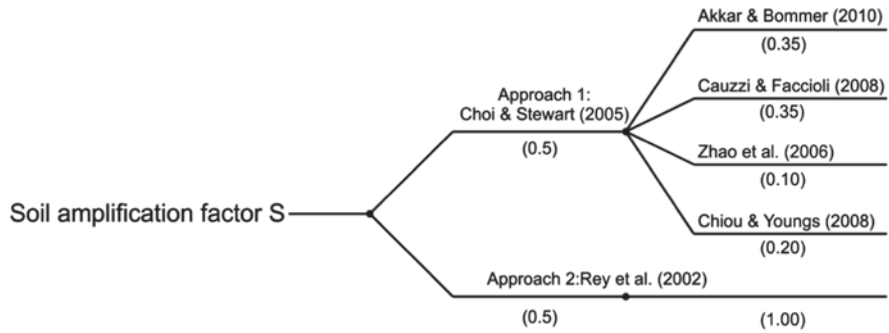 Akkar & Bommer (2010)
(0.35)
Cauzzi & Faccioli (2008)
(0.35)
Approach 1:
Choi & Stewart (2005)
(0.5)
Zhao et al. (2006)
(0.10)
Soil amplification factor S
Chiou & Youngs (2008)
(0.20)
Approach 2:Rey et al. (2002)
(0.5)
(1.00)